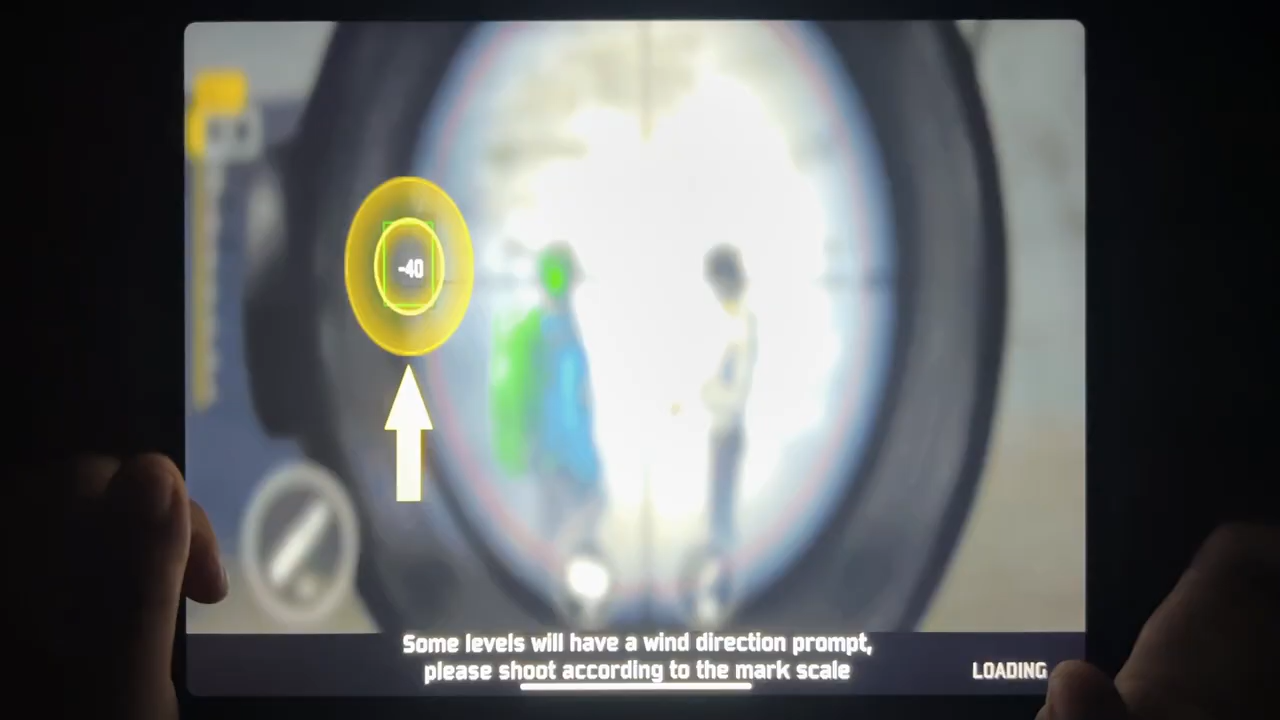 -40
Some levels will have a wind direction prompt,
please shoot according to the mark scale
LOADING